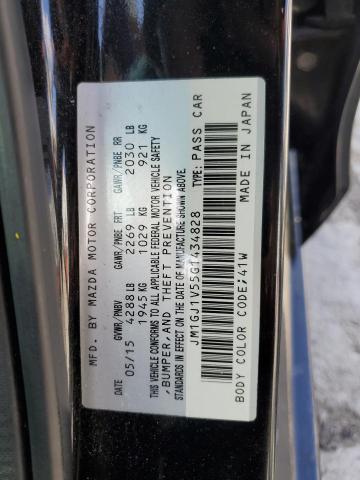 MFD. BY MAZDA MOTOR CORPORATION
DATE GVWR/PNBV GAWR/PNBE FRT GAWR/PNBE RR
05/15 4288 LB 2269 LB 2030 LB
1945 KG 1029 KG 921 KG
THIS VEHICLE CONFORMS TO ALL APPLICABLE FEDERAL MOTOR VEHICLE SAFETY
,BUMPER,AND THEFT PREVENTION
STANDARDS IN EFFECT ON THE DATE OF MANUFACTURE SHOWN ABOVE.
JM1GJ1V55G1434828 TYPE: PASS CAR
BODY COLOR CODE;41W MADE IN JAPAN